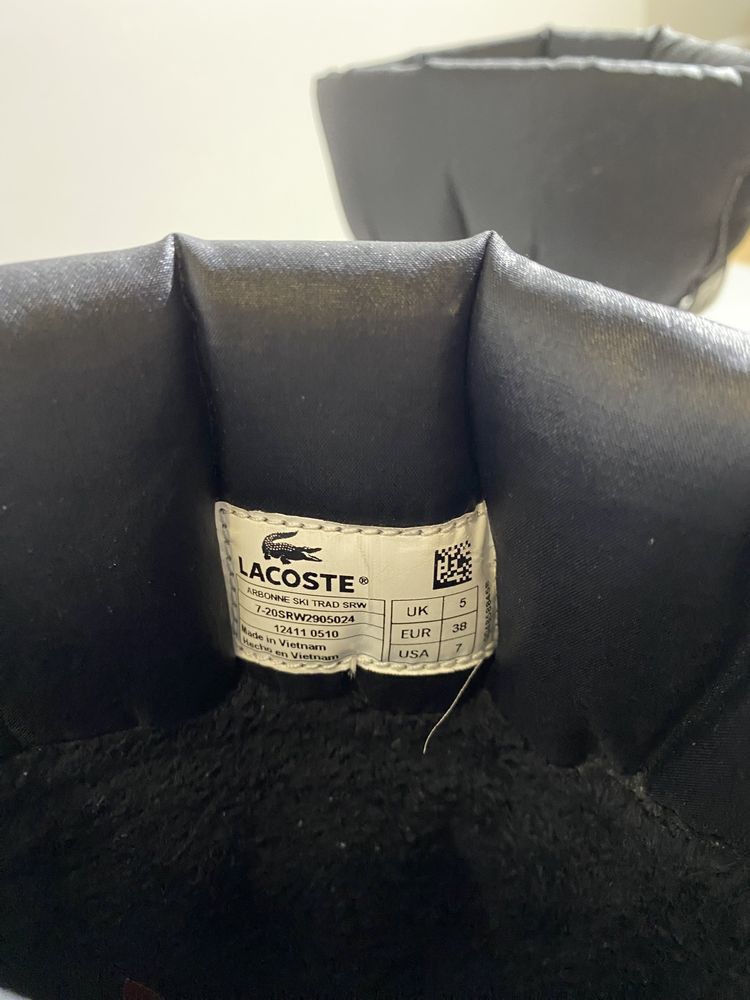 LACOSTE®
ARBONNE SKI TRAD SRW
7-20SRW2905024
12411 0510
Made in Vietnam
Hecho en Vietnam
UK 5
EUR 38
USA 7